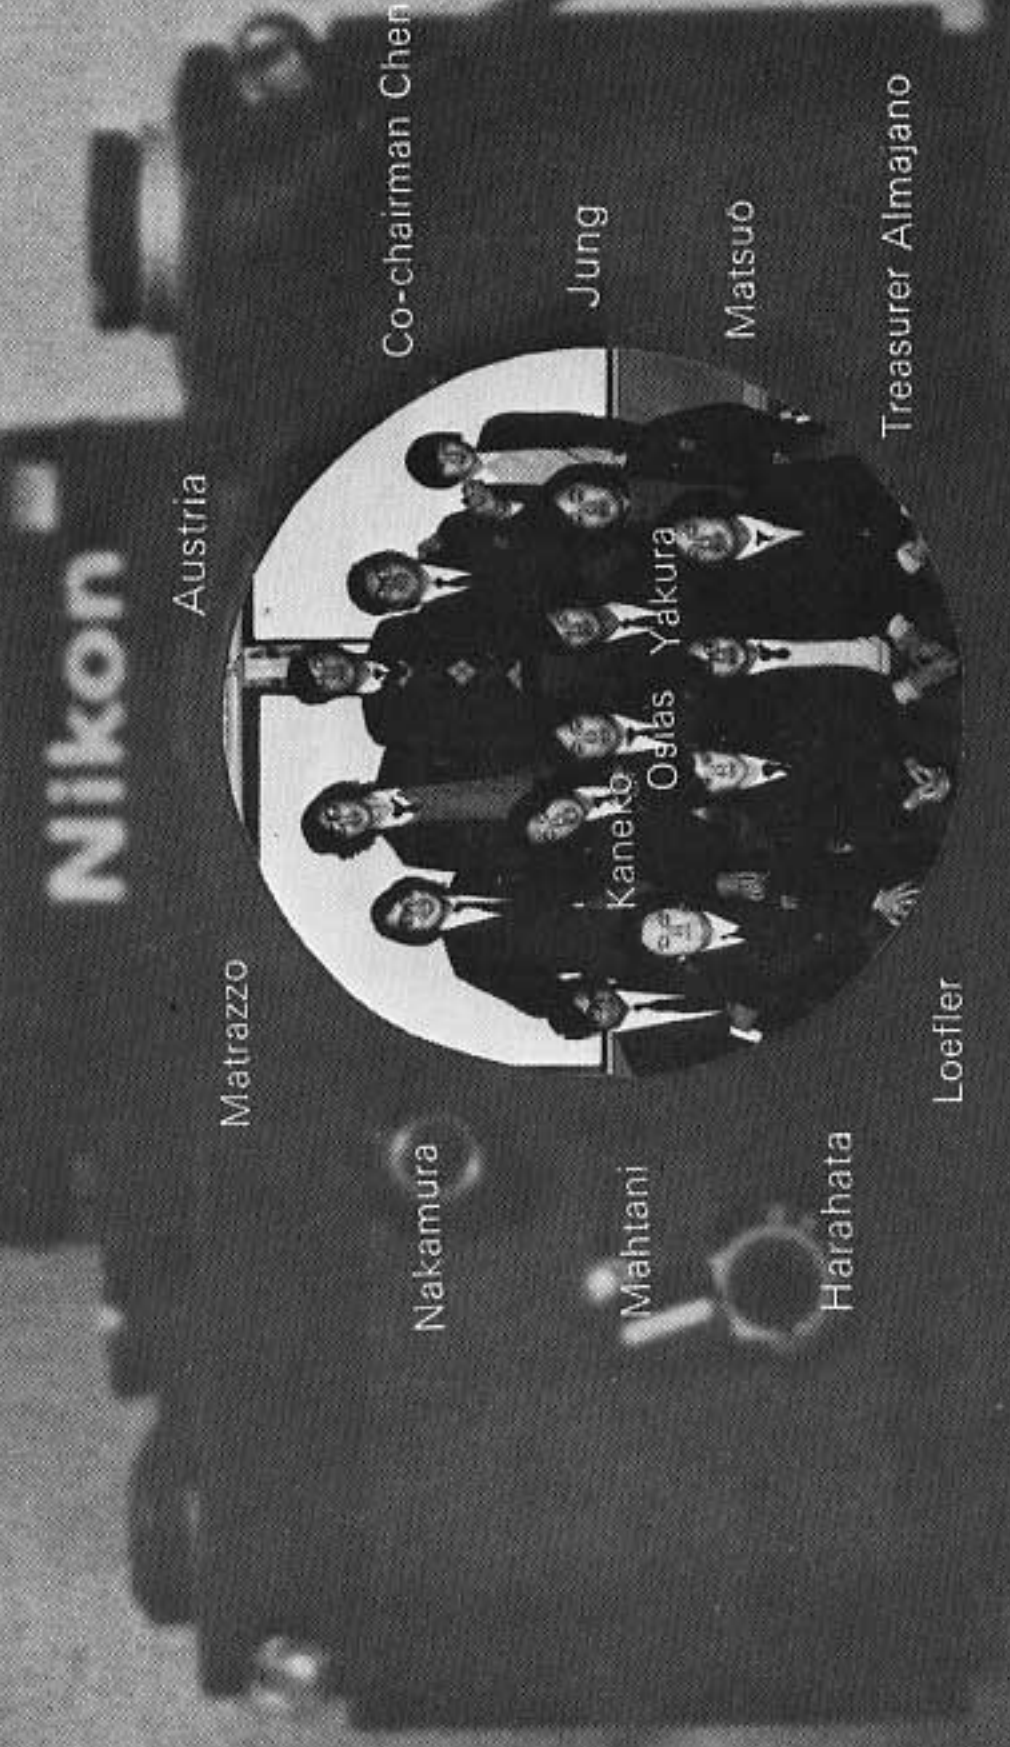 Nikon
Austria
Matrazzo
Co-chairman Chen
Nakamura
Jung
Kaneko
Osias
Yakura
Mahtani
Matsuo
Harahata
Treasurer Almajano
Loefler